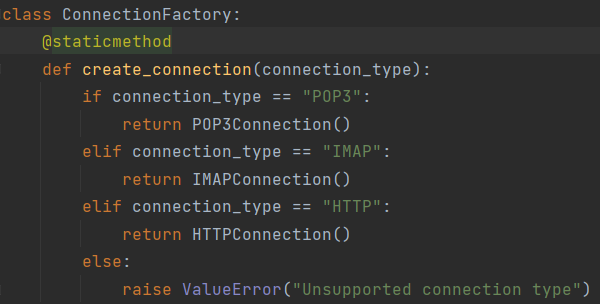 class ConnectionFactory:
    @staticmethod
    def create_connection(connection_type):
        if connection_type == "POP3":
            return POP3Connection()
        elif connection_type == "IMAP":
            return IMAPConnection()
        elif connection_type == "HTTP":
            return HTTPConnection()
        else:
            raise ValueError("Unsupported connection type")